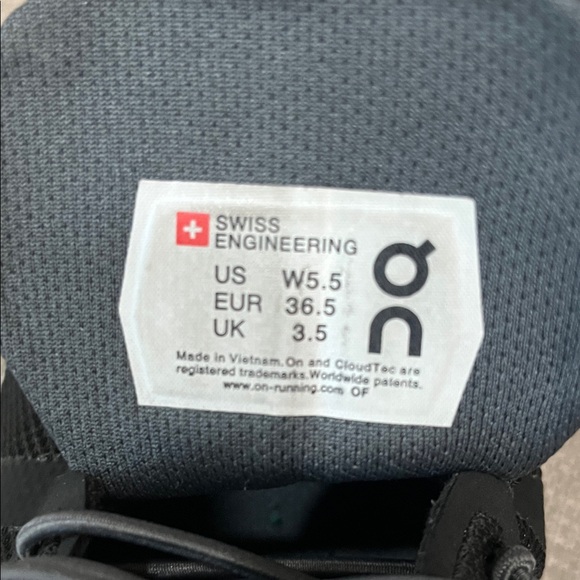 SWISS
ENGINEERING
US W5.5
EUR 36.5
UK 3.5
Made in Vietnam. On and CloudTec are
registered trademarks. Worldwide patents.
www.on-running.com OF
On